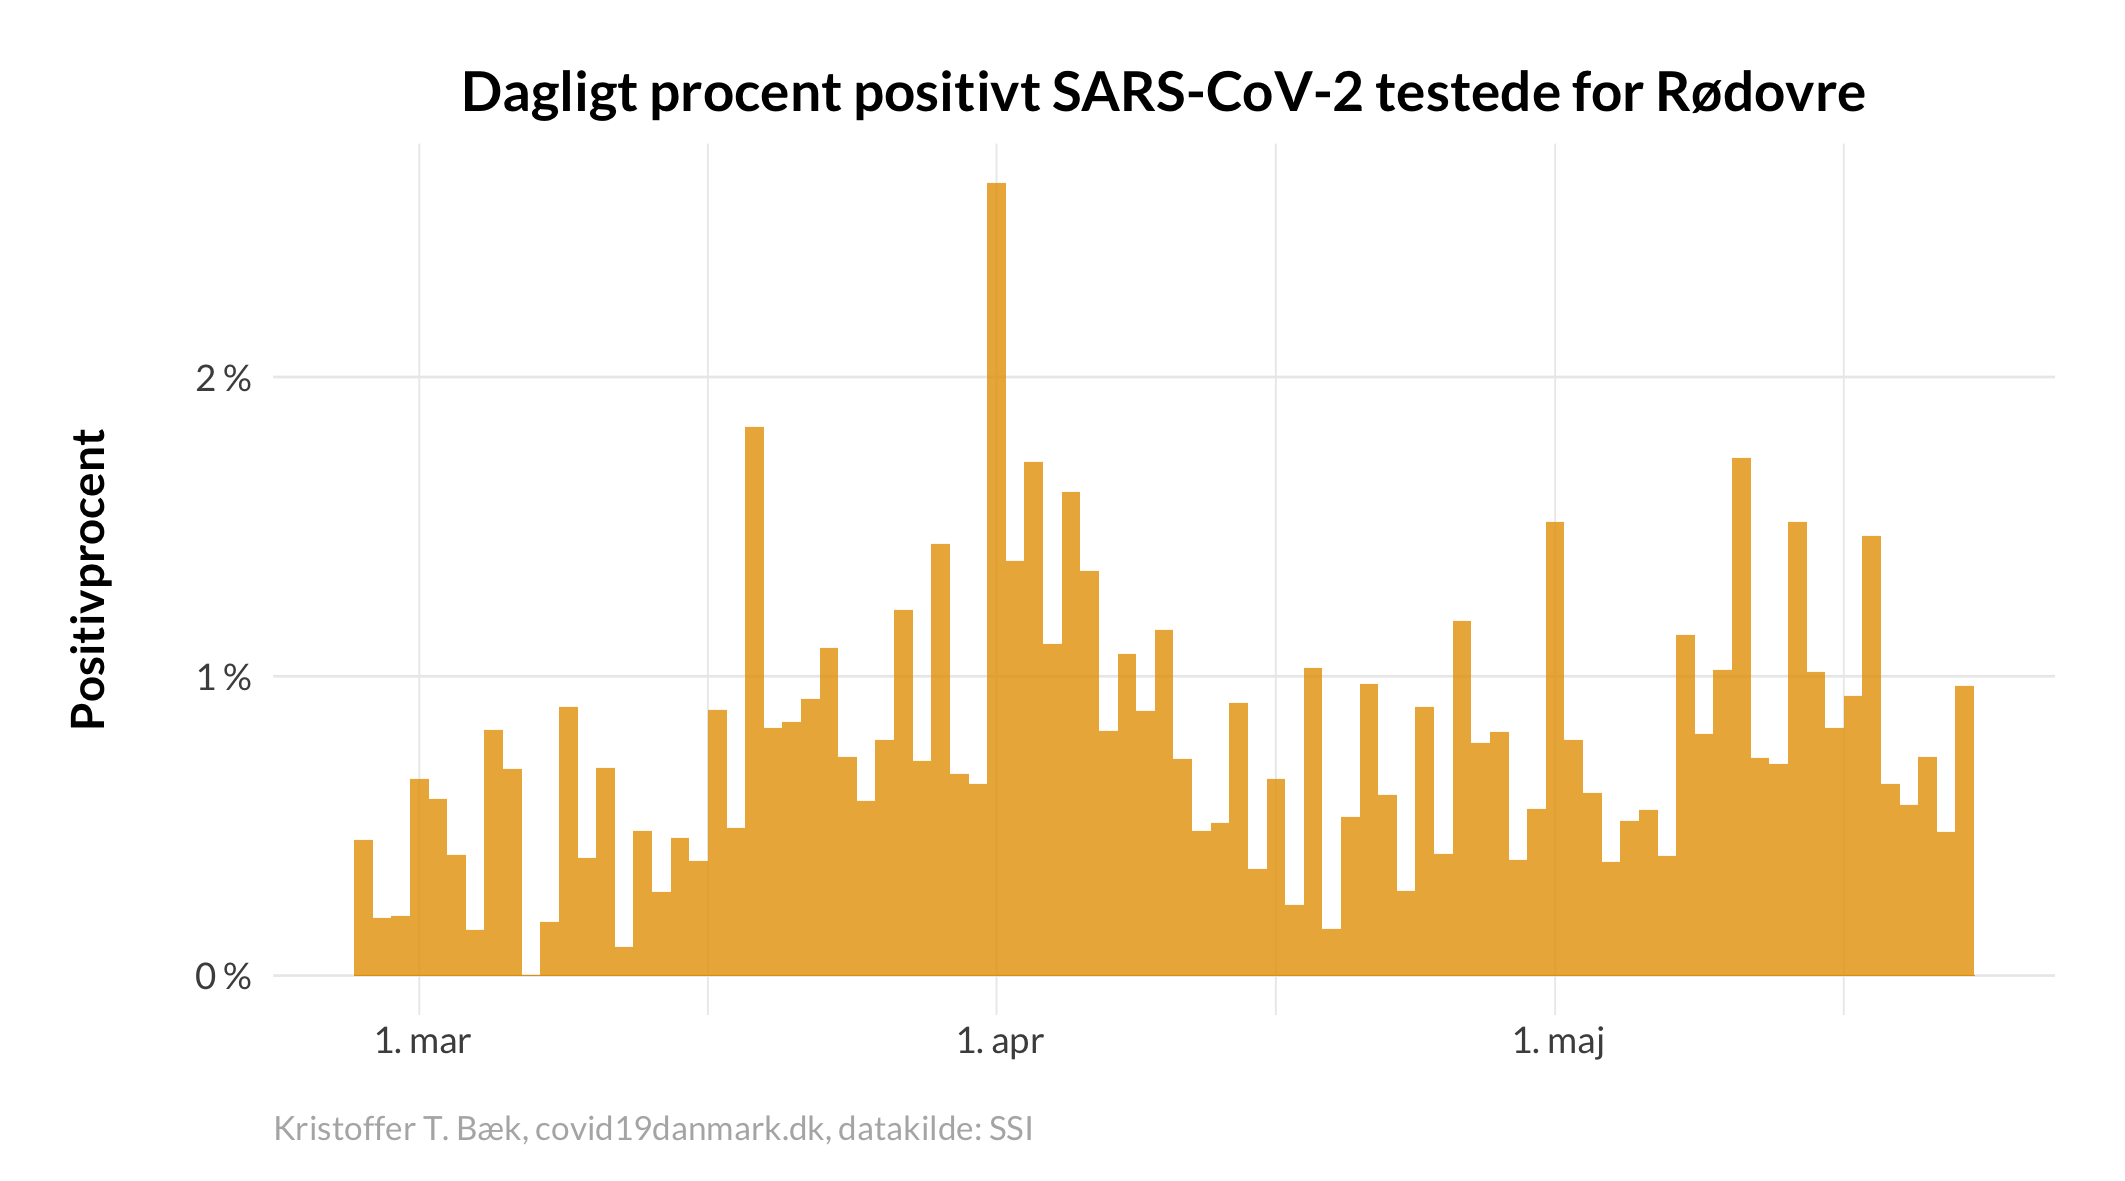 Dagligt procent positivt SARS-CoV-2 testede for Rødovre
Positivprocent
2 %
1 %
0 %
1. mar
1. apr
1. maj
Kristoffer T. Bæk, covid19danmark.dk, datakilde: SSI